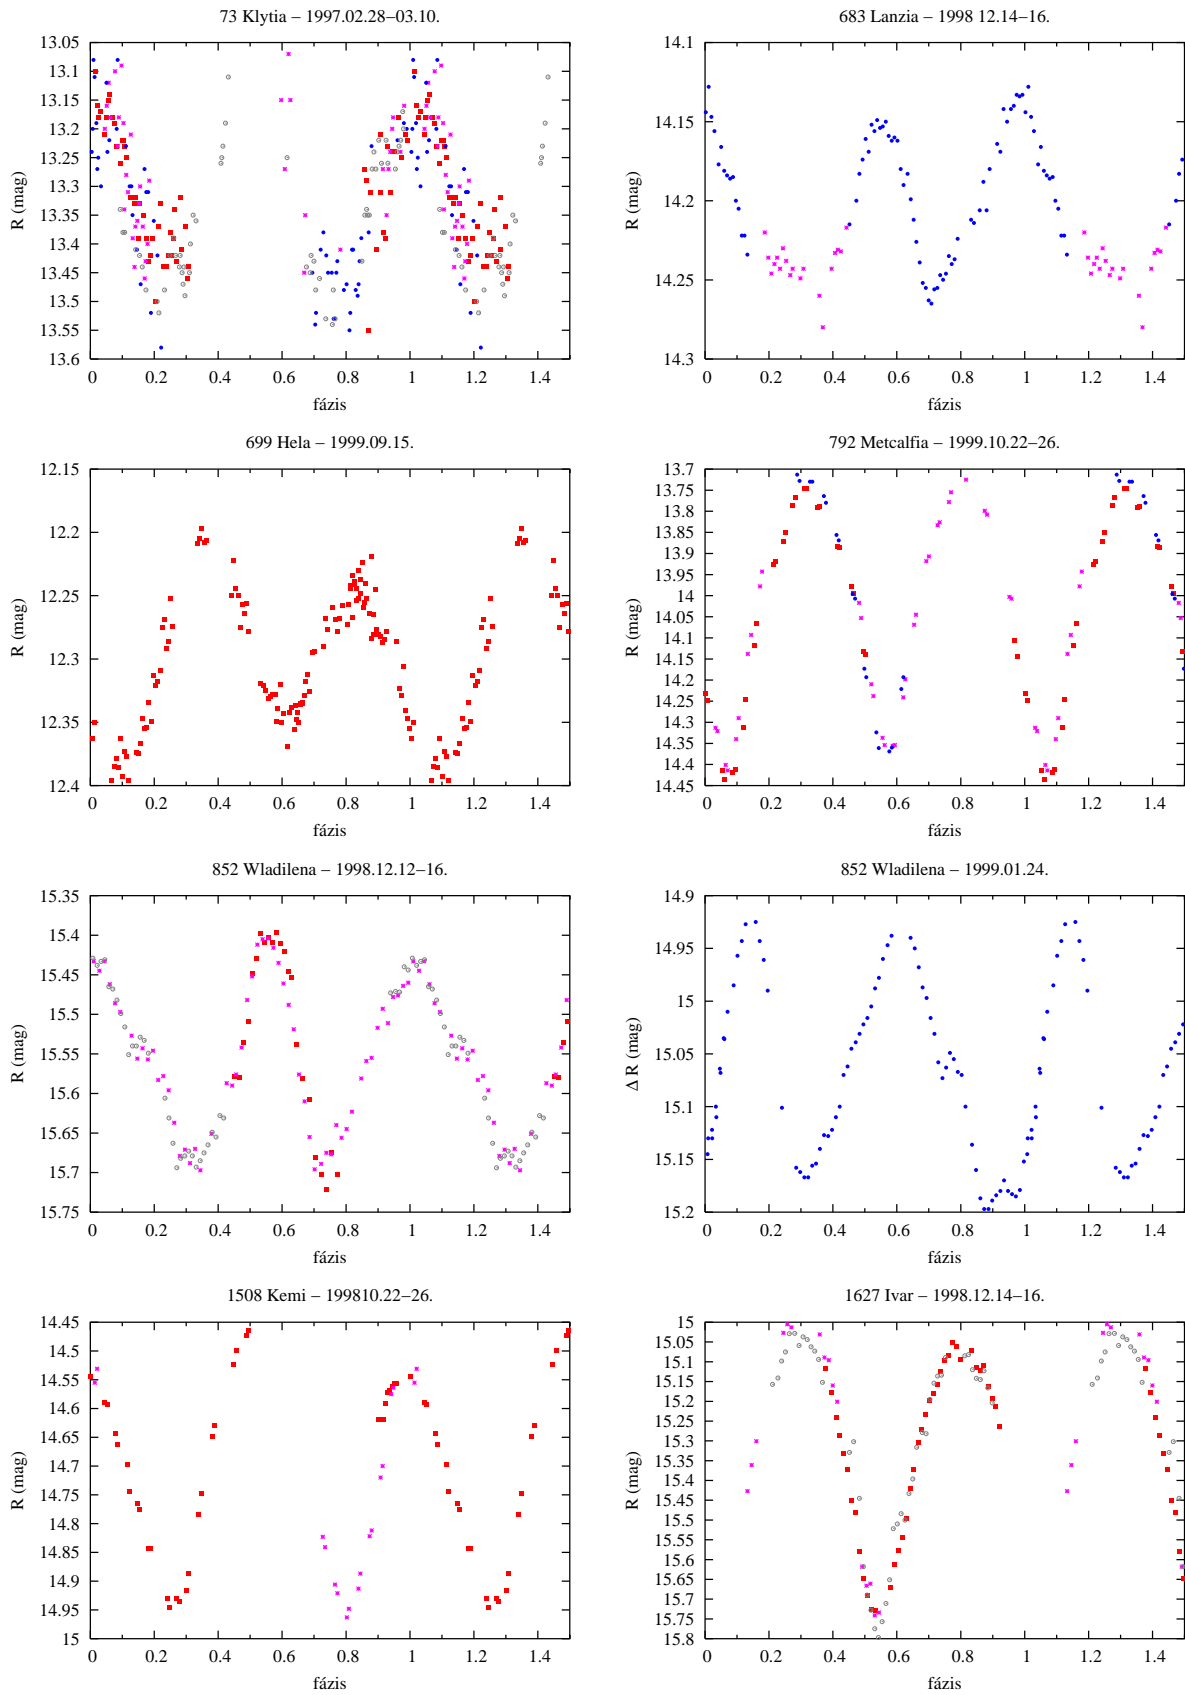 73 Klytia – 1997.02.28–03.10.
R (mag)
13.05
13.1
13.15
13.2
13.25
13.3
13.35
13.4
13.45
13.5
13.55
13.6
0 0.2 0.4 0.6 0.8 1 1.2 1.4
fázis
683 Lanzia – 1998 12.14–16.
R (mag)
14.1
14.15
14.2
14.25
14.3
0 0.2 0.4 0.6 0.8 1 1.2 1.4
fázis
699 Hela – 1999.09.15.
R (mag)
12.15
12.2
12.25
12.3
12.35
12.4
0 0.2 0.4 0.6 0.8 1 1.2 1.4
fázis
792 Metcalfia – 1999.10.22–26.
R (mag)
13.7
13.75
13.8
13.85
13.9
13.95
14
14.05
14.1
14.15
14.2
14.25
14.3
14.35
14.4
14.45
0 0.2 0.4 0.6 0.8 1 1.2 1.4
fázis
852 Wladilena – 1998.12.12–16.
R (mag)
15.35
15.4
15.45
15.5
15.55
15.6
15.65
15.7
15.75
0 0.2 0.4 0.6 0.8 1 1.2 1.4
fázis
852 Wladilena – 1999.01.24.
Δ R (mag)
14.9
14.95
15
15.05
15.1
15.15
15.2
0 0.2 0.4 0.6 0.8 1 1.2 1.4
fázis
1508 Kemi – 199810.22–26.
R (mag)
14.45
14.5
14.55
14.6
14.65
14.7
14.75
14.8
14.85
14.9
14.95
15
0 0.2 0.4 0.6 0.8 1 1.2 1.4
fázis
1627 Ivar – 1998.12.14–16.
R (mag)
15
15.05
15.1
15.15
15.2
15.25
15.3
15.35
15.4
15.45
15.5
15.55
15.6
15.65
15.7
15.75
15.8
0 0.2 0.4 0.6 0.8 1 1.2 1.4
fázis